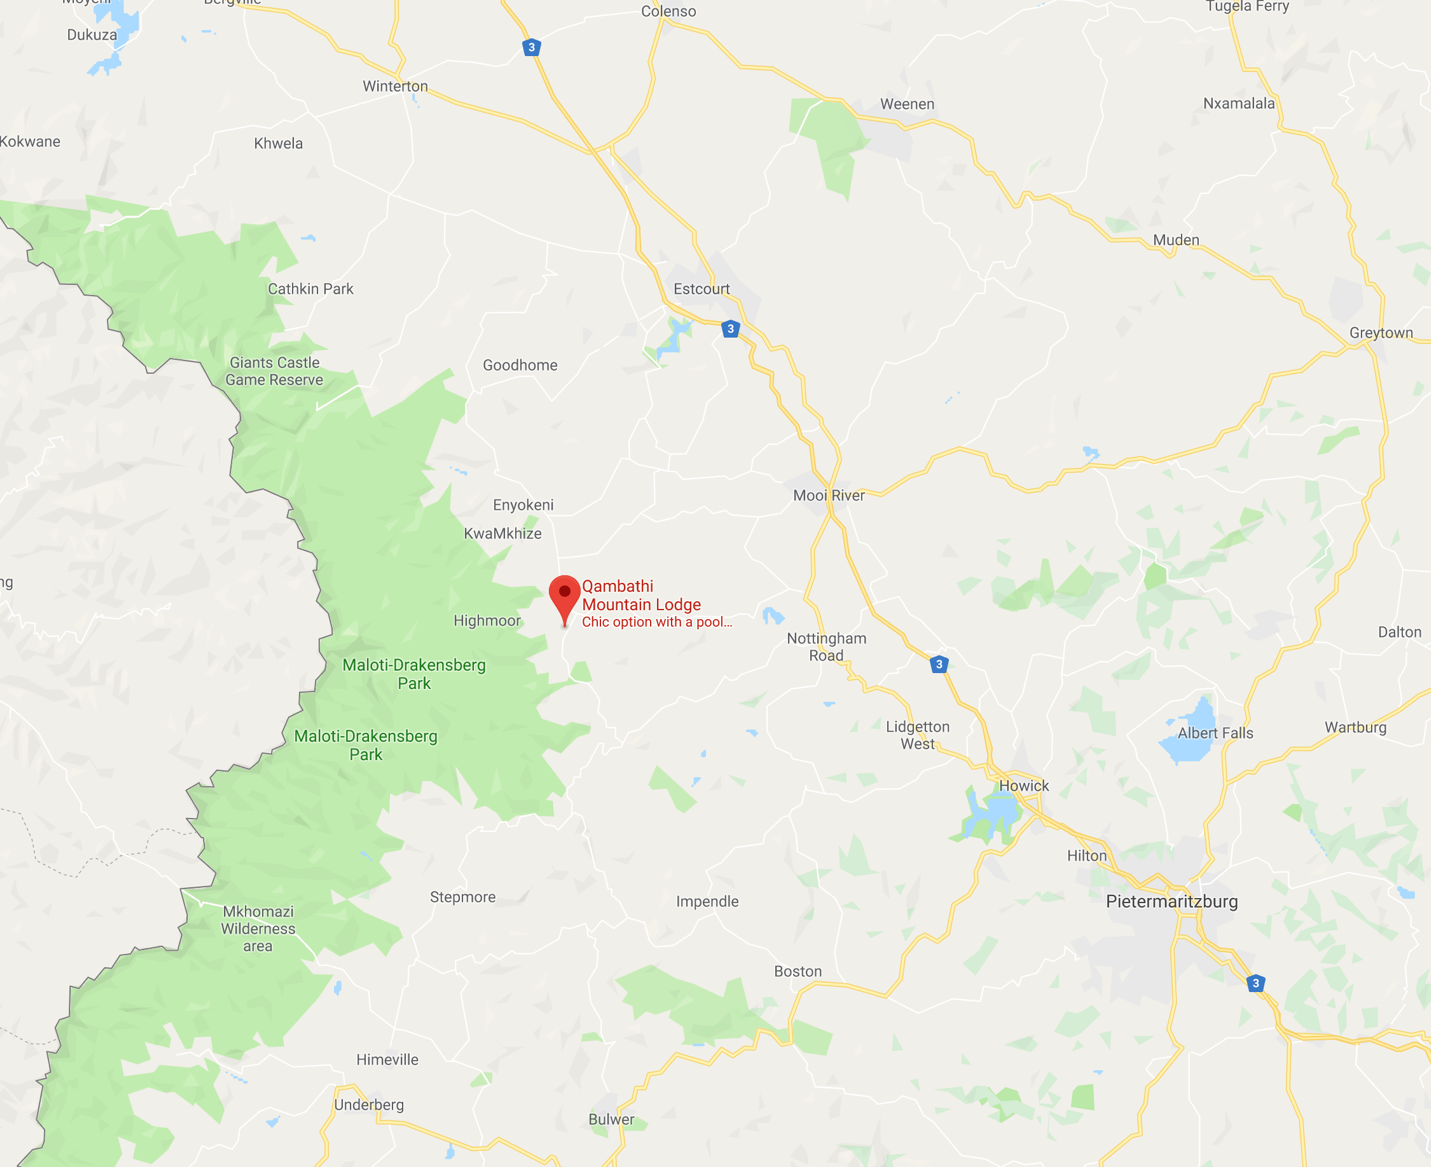 Bergville
Colenso
Tugela Ferry
Dukuza
3
Winterton
Weenen
Nxamalala
Kokwane
Khwela
Muden
Cathkin Park
Estcourt
3
Greytown
Giants Castle
Game Reserve
Goodhome
Mooi River
Enyokeni
KwaMkhize
ng
Qambathi
Mountain Lodge
Chic option with a pool...
Highmoor
Nottingham
Road
Dalton
3
Maloti-Drakensberg
Park
Maloti-Drakensberg
Park
Lidgetton
West
Albert Falls
Wartburg
Howick
Hilton
Stepmore
Impendle
Pietermaritzburg
Mkhomazi
Wilderness
area
Boston
3
Himeville
Underberg
Bulwer